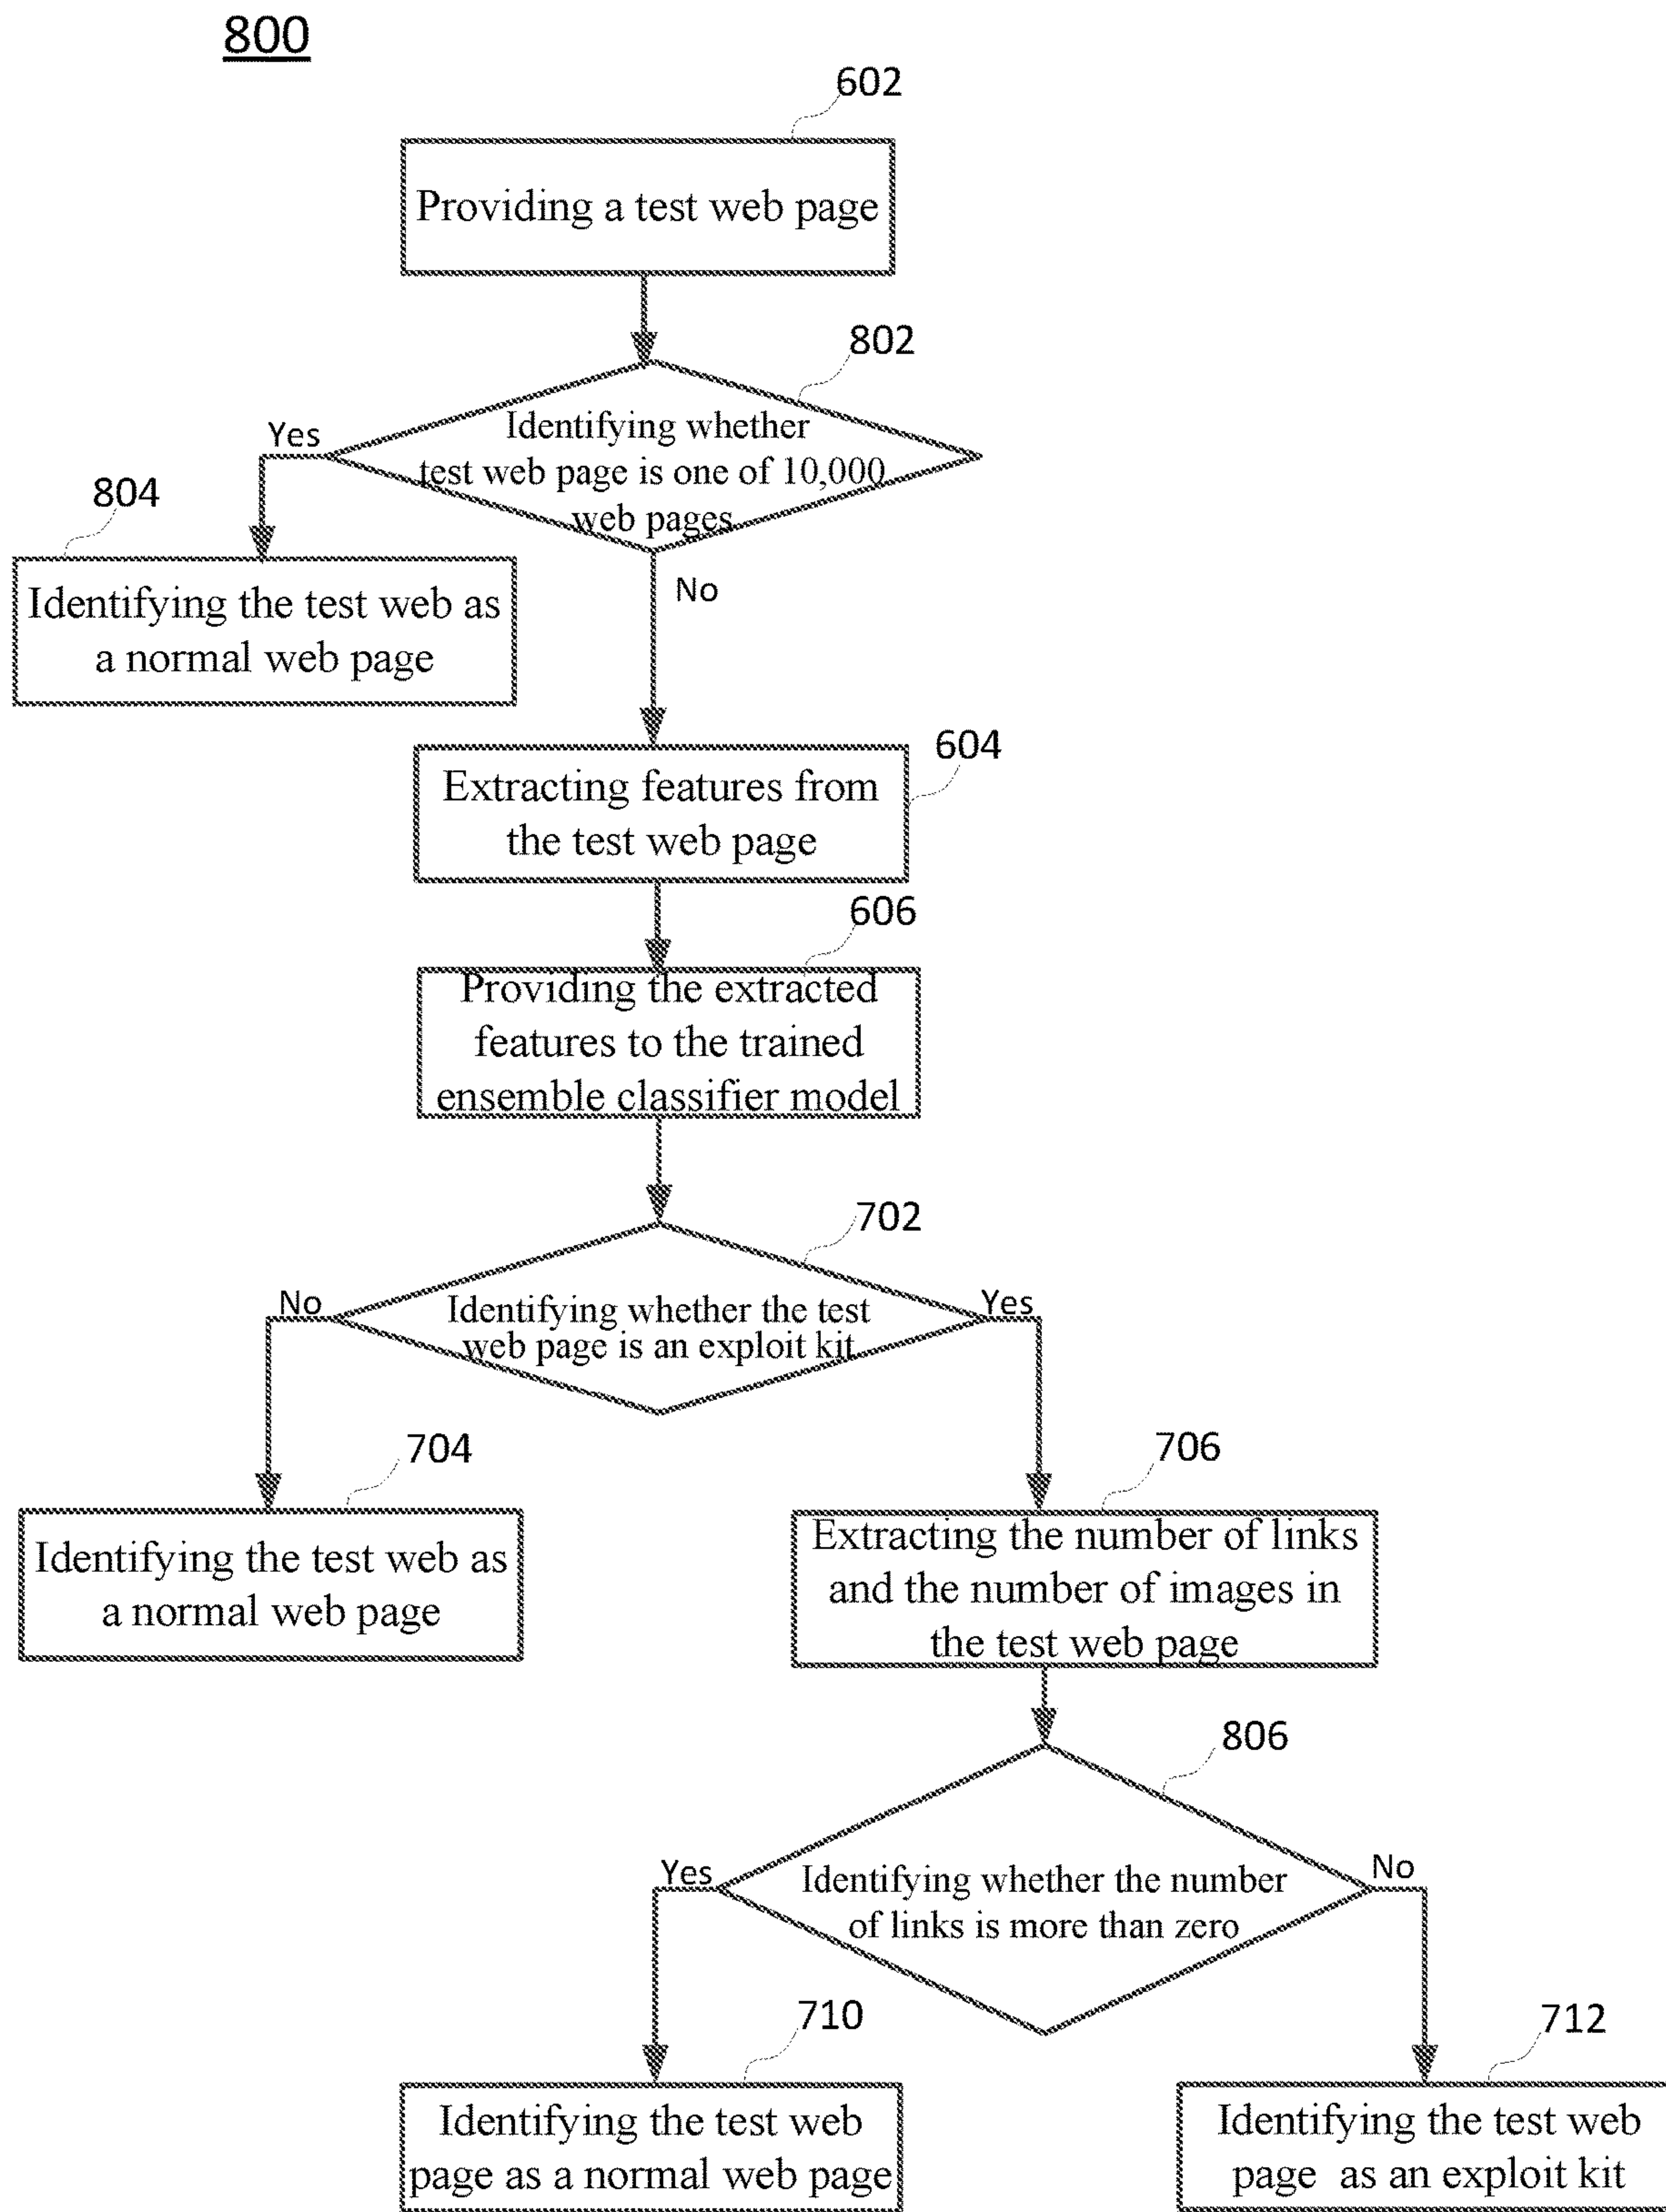 800
602
Providing a test web page
802
Identifying whether
test web page is one of 10,000
web pages
Yes
No
804
Identifying the test web as
a normal web page
604
Extracting features from
the test web page
606
Providing the extracted
features to the trained
ensemble classifier model
702
Identifying whether the test
web page is an exploit kit
No
Yes
704
Identifying the test web as
a normal web page
706
Extracting the number of links
and the number of images in
the test web page
806
Identifying whether the number
of links is more than zero
Yes
No
710
Identifying the test web
page as a normal web page
712
Identifying the test web
page as an exploit kit